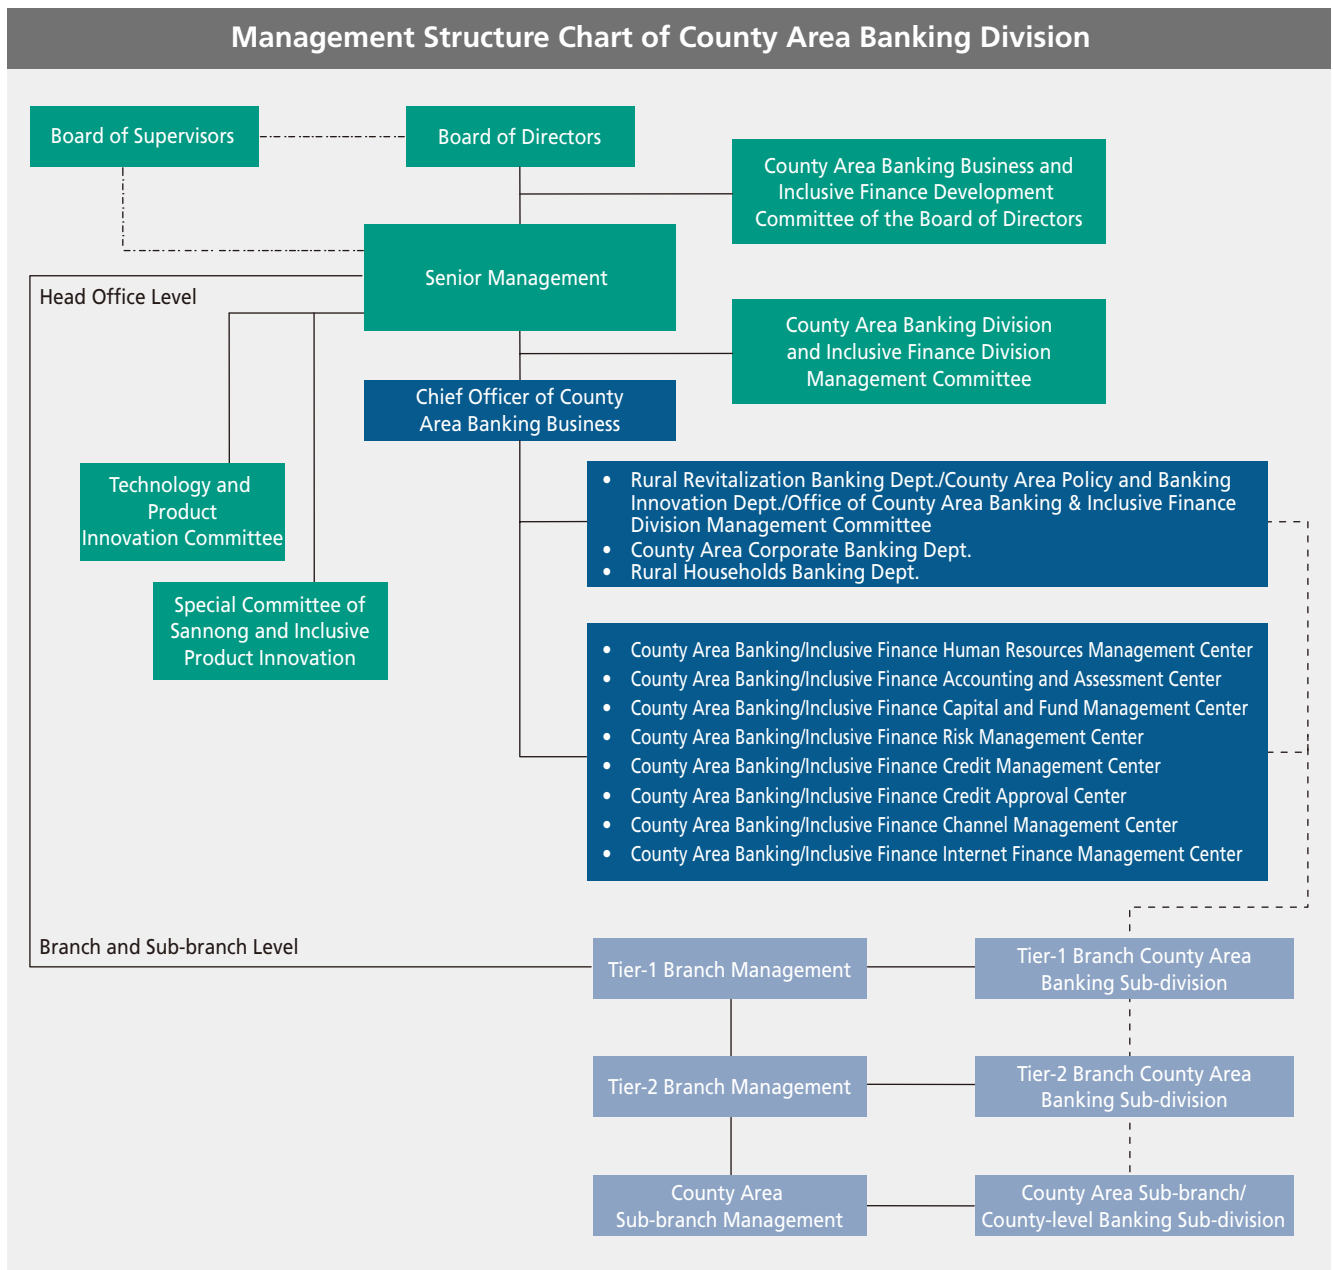 Management Structure Chart of County Area Banking Division
Board of Supervisors
Board of Directors
County Area Banking Business and
Inclusive Finance Development
Committee of the Board of Directors
Senior Management
Head Office Level
County Area Banking Division
and Inclusive Finance Division
Management Committee
Chief Officer of County
Area Banking Business
Technology and
Product
Innovation Committee
• Rural Revitalization Banking Dept./County Area Policy and Banking
Innovation Dept./Office of County Area Banking & Inclusive Finance
Division Management Committee
• County Area Corporate Banking Dept.
• Rural Households Banking Dept.
Special Committee of
Sannong and Inclusive
Product Innovation
• County Area Banking/Inclusive Finance Human Resources Management Center
• County Area Banking/Inclusive Finance Accounting and Assessment Center
• County Area Banking/Inclusive Finance Capital and Fund Management Center
• County Area Banking/Inclusive Finance Risk Management Center
• County Area Banking/Inclusive Finance Credit Management Center
• County Area Banking/Inclusive Finance Credit Approval Center
• County Area Banking/Inclusive Finance Channel Management Center
• County Area Banking/Inclusive Finance Internet Finance Management Center
Branch and Sub-branch Level
Tier-1 Branch Management
Tier-1 Branch County Area
Banking Sub-division
Tier-2 Branch Management
Tier-2 Branch County Area
Banking Sub-division
County Area
Sub-branch Management
County Area Sub-branch/
County-level Banking Sub-division